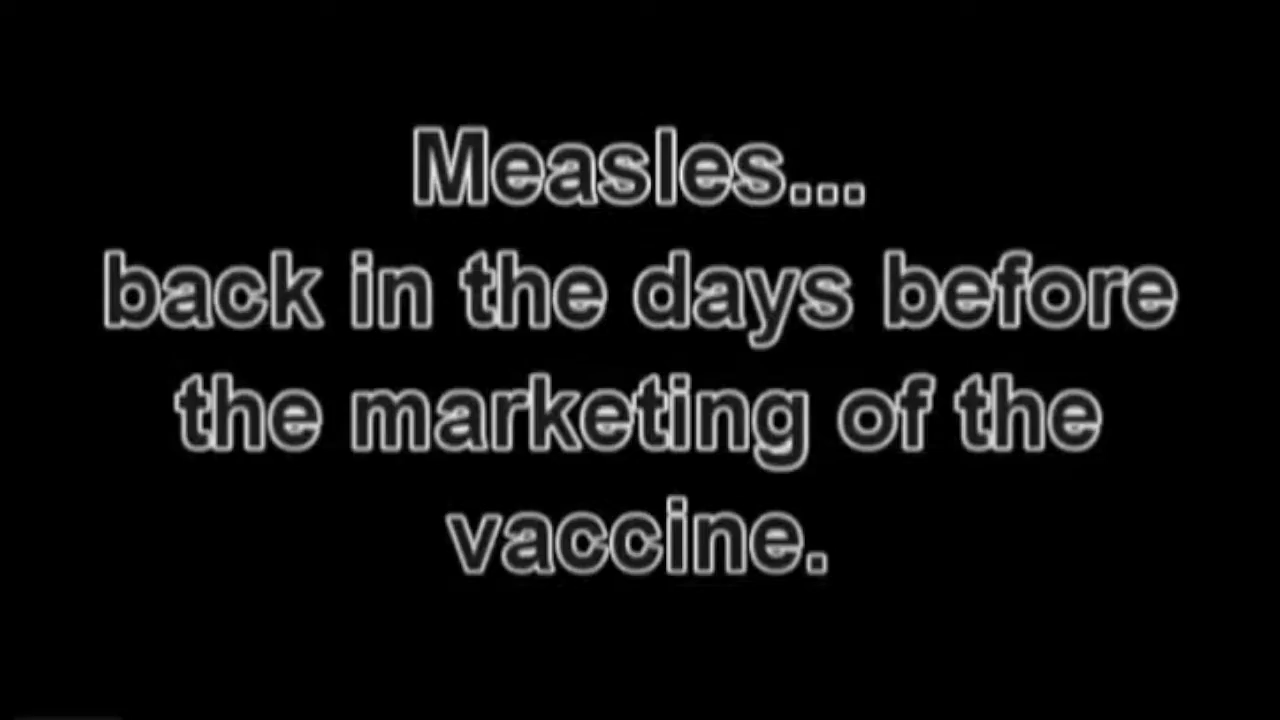 Measles...
back in the days before
the marketing of the
vaccine.